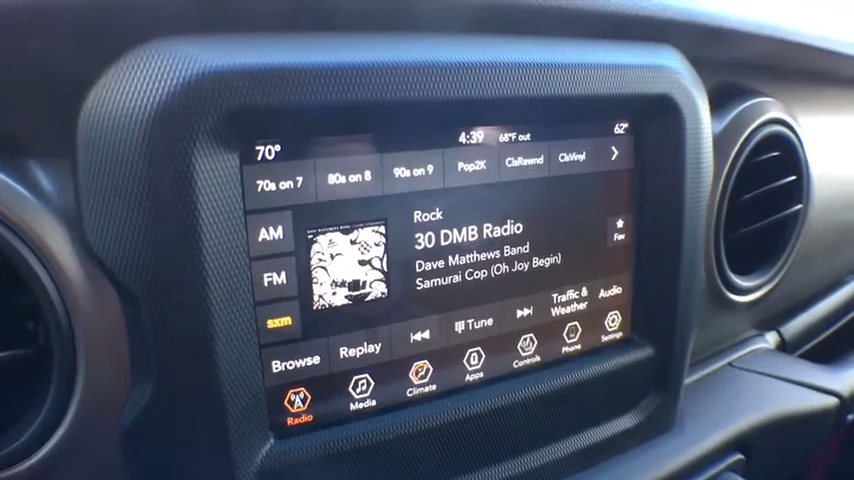 70°
4:39
68°F out
62°
70s on 7
80s on 8
90s on 9
Pop2K
ClsRewnd
ClsVinyl
AM
FM
sxm
Rock
30 DMB Radio
Dave Matthews Band
Samurai Cop (Oh Joy Begin)
Fav
Browse
Replay
Tune
Traffic &
Weather
Audio
Radio
Media
Climate
Apps
Controls
Phone
Settings